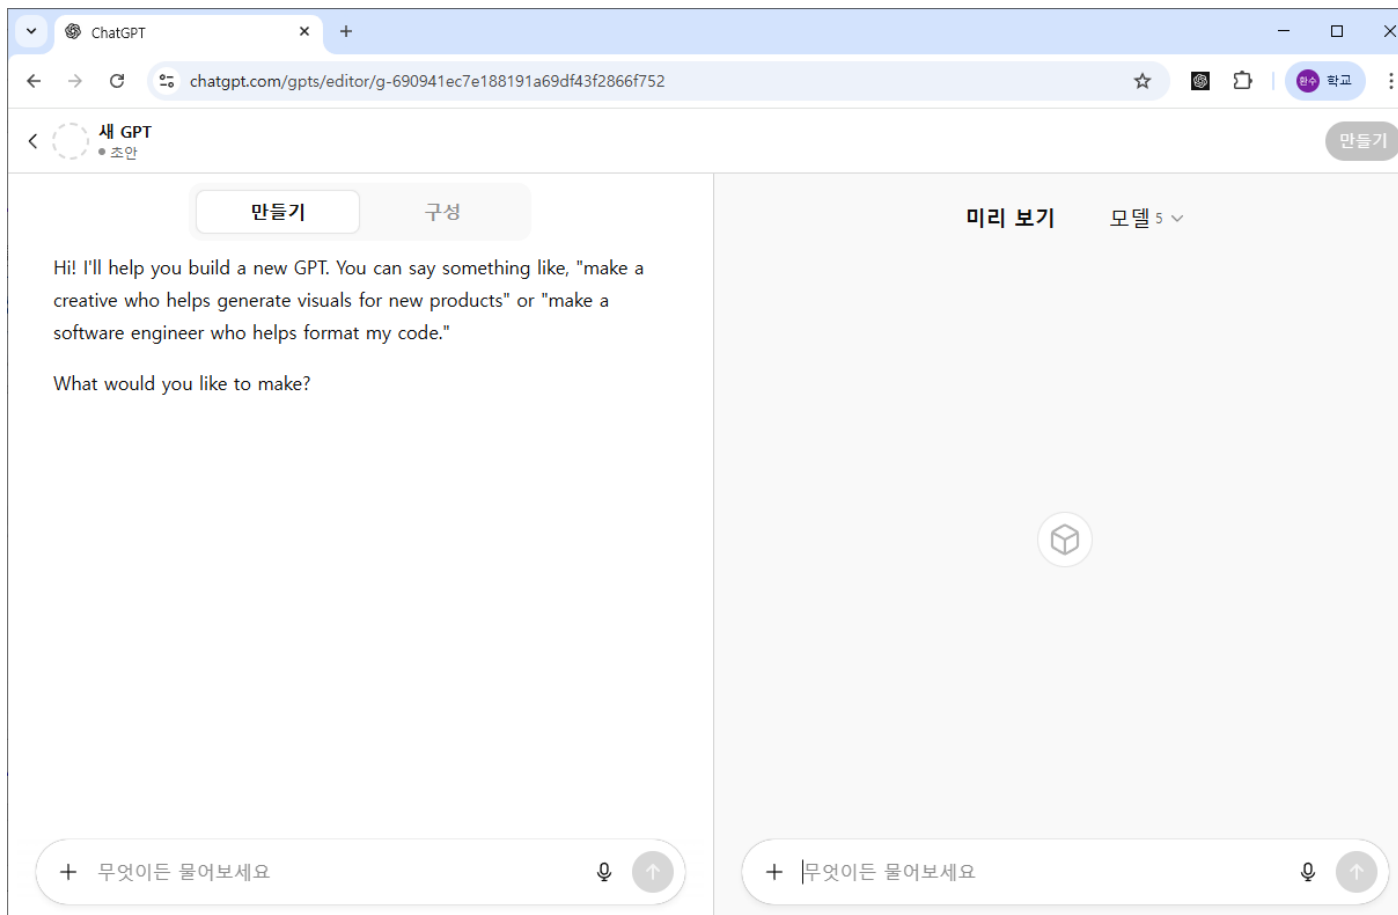 ChatGPT
chatgpt.com/gpts/editor/g-690941ec7e188191a69df43f2866f752
환수 학교
새 GPT
초안
만들기
만들기 구성
Hi! I'll help you build a new GPT. You can say something like, "make a
creative who helps generate visuals for new products" or "make a
software engineer who helps format my code."
What would you like to make?
무엇이든 물어보세요
미리 보기 모델 5
무엇이든 물어보세요